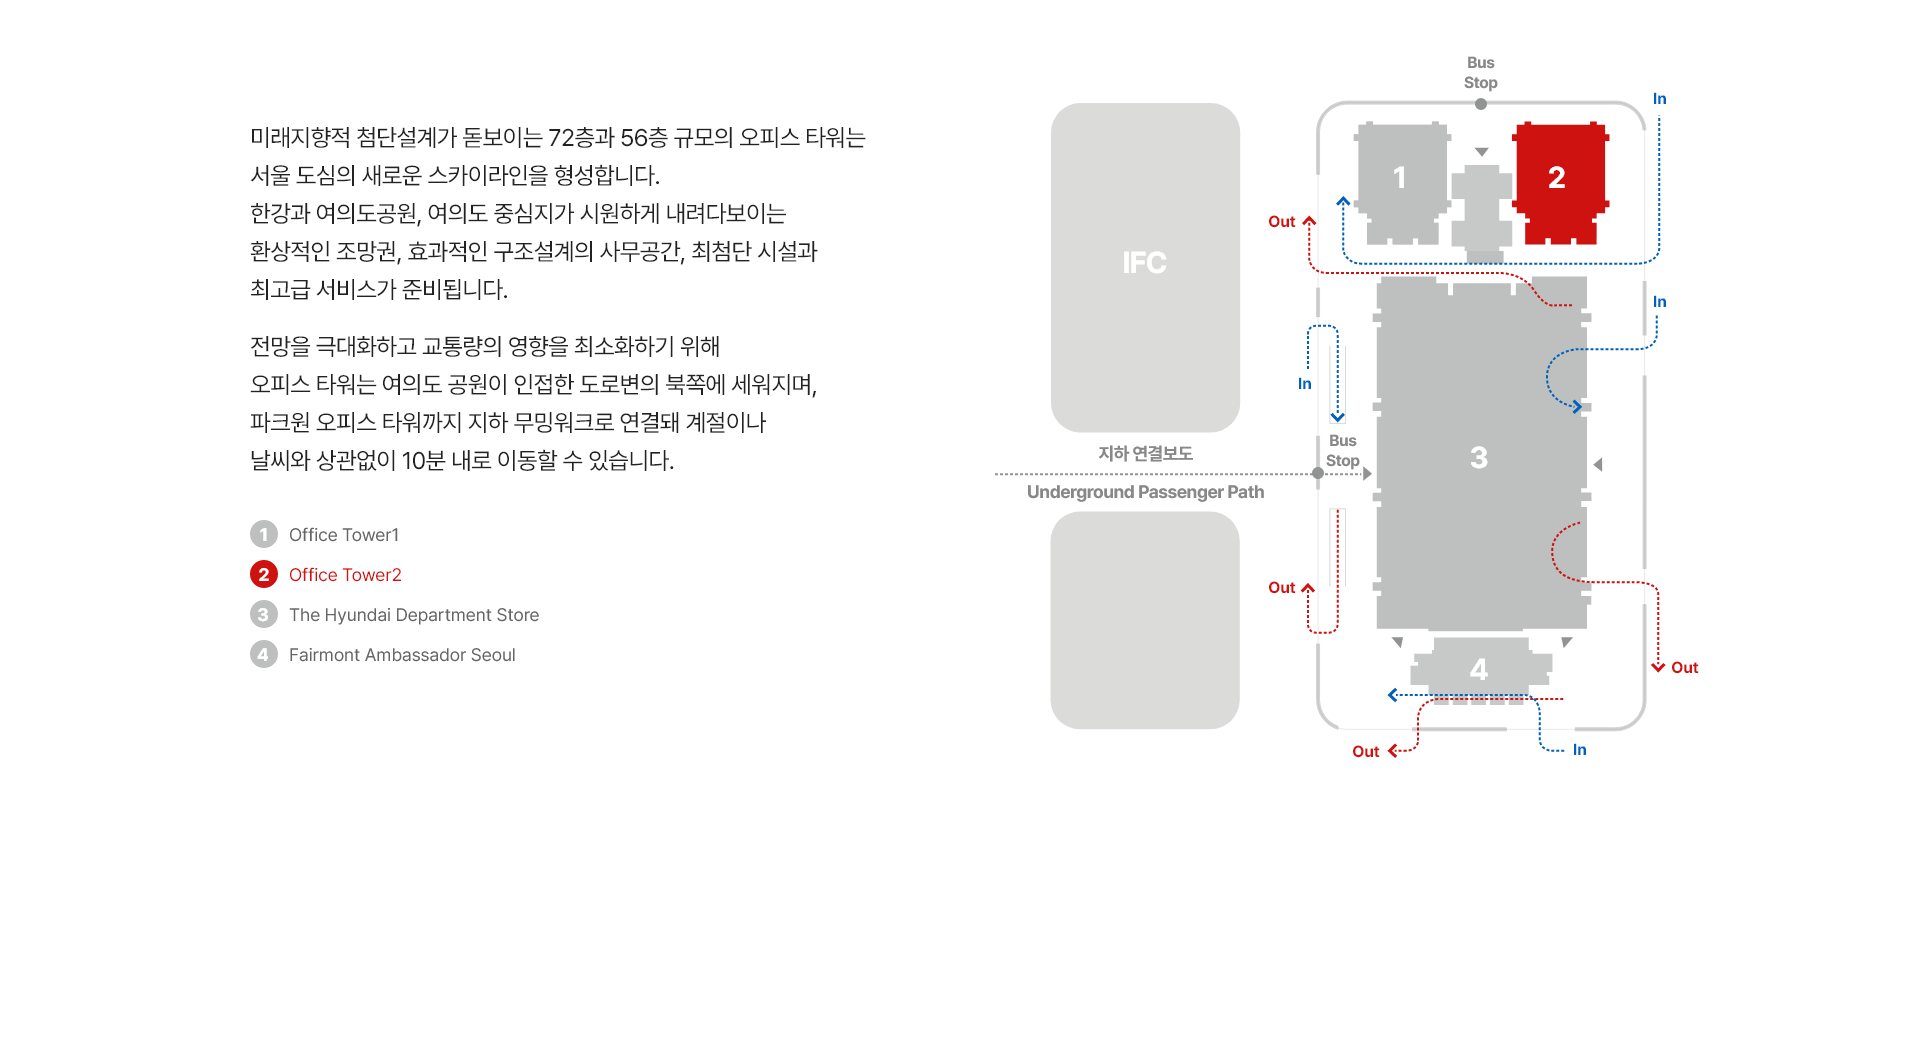 미래지향적 첨단설계가 돋보이는 72층과 56층 규모의 오피스 타워는
서울 도심의 새로운 스카이라인을 형성합니다.
한강과 여의도공원, 여의도 중심지가 시원하게 내려다보이는
환상적인 조망권, 효과적인 구조설계의 사무공간, 최첨단 시설과
최고급 서비스가 준비됩니다.
전망을 극대화하고 교통량의 영향을 최소화하기 위해
오피스 타워는 여의도 공원이 인접한 도로변의 북쪽에 세워지며,
파크원 오피스 타워까지 지하 무밍워크로 연결돼 계절이나
날씨와 상관없이 10분 내로 이동할 수 있습니다.
1 Office Tower1
2 Office Tower2
3 The Hyundai Department Store
4 Fairmont Ambassador Seoul
Bus
Stop
In
1
2
Out
IFC
In
In
Bus
Stop
지하 연결보도
3
Underground Passenger Path
Out
4
Out
Out
In